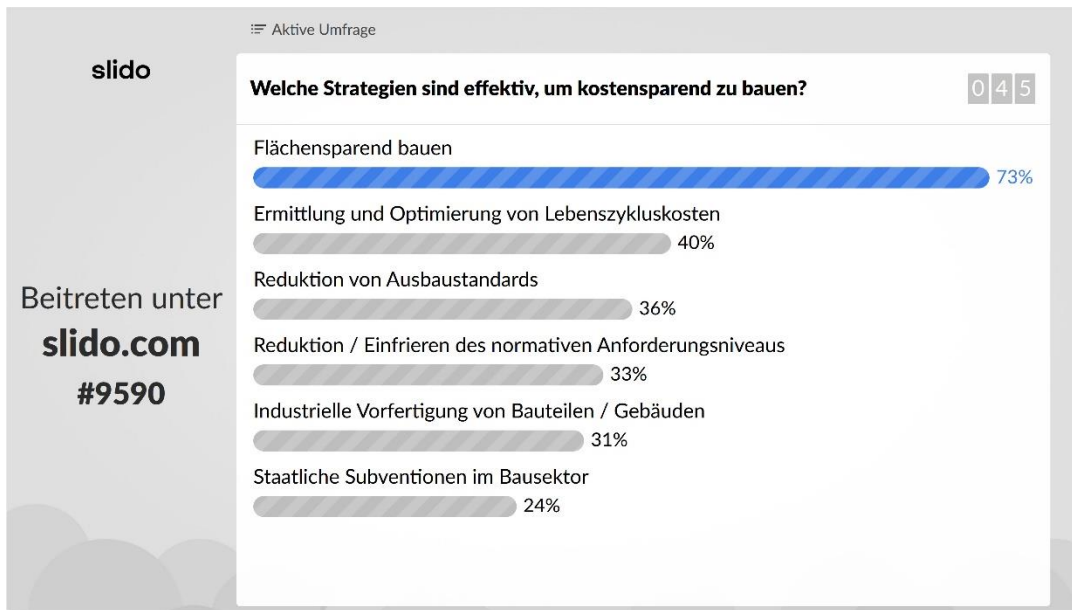 Aktive Umfrage
slido
Welche Strategien sind effektiv, um kostensparend zu bauen?
045
Flächensparend bauen
73%
Ermittlung und Optimierung von Lebenszykluskosten
40%
Reduktion von Ausbaustandards
36%
Reduktion / Einfrieren des normativen Anforderungsniveaus
33%
Industrielle Vorfertigung von Bauteilen / Gebäuden
31%
Staatliche Subventionen im Bausektor
24%
Beitreten unter
slido.com
#9590